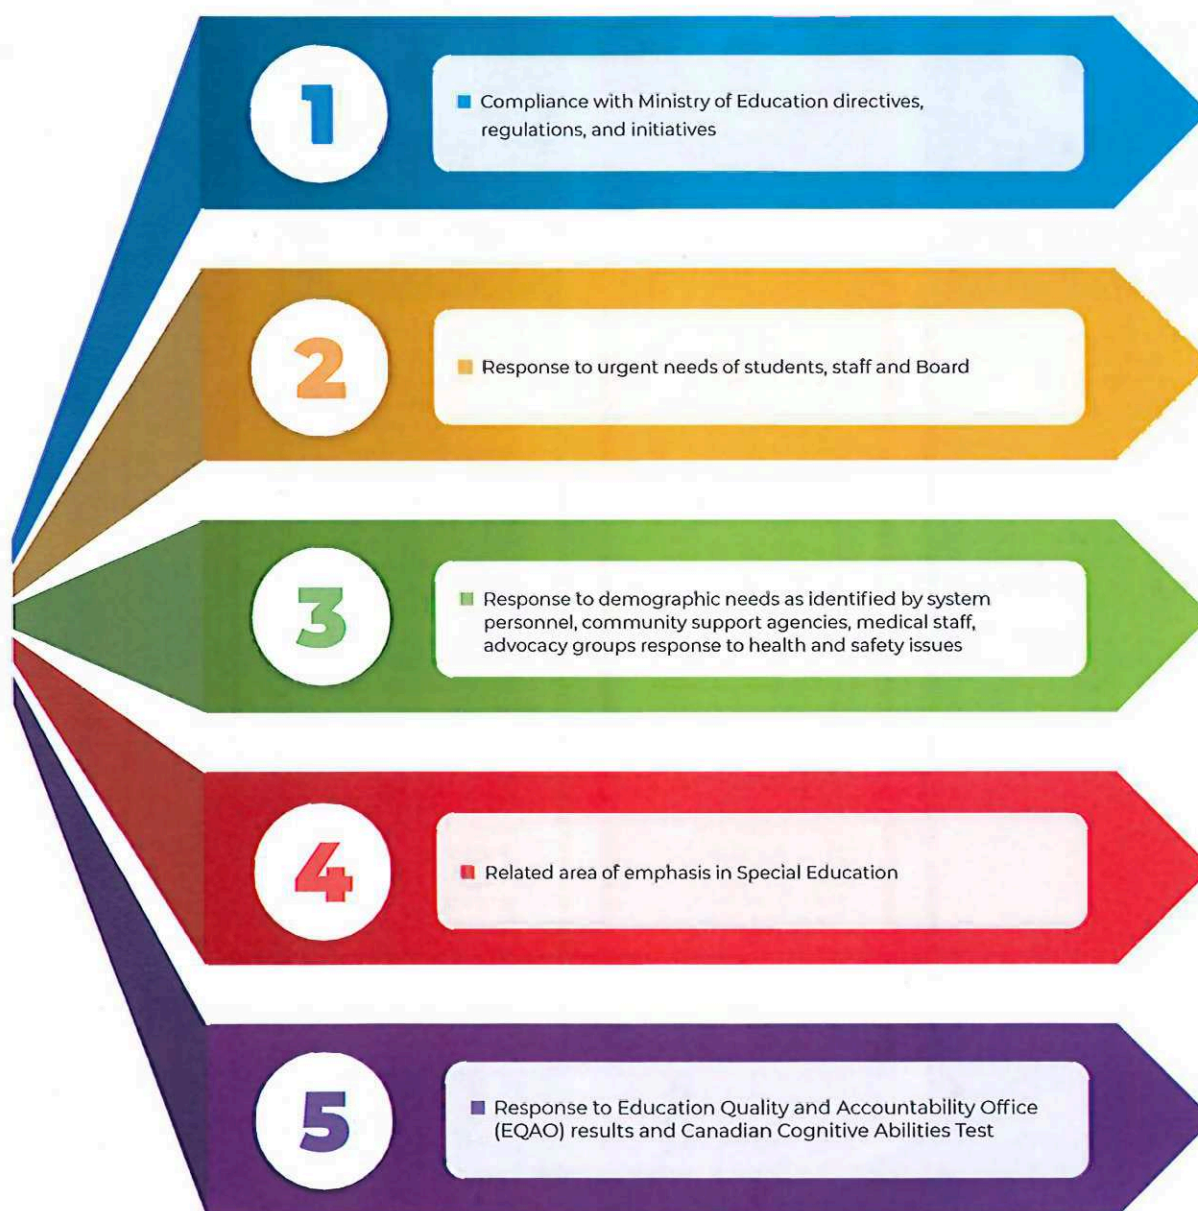 1
Compliance with Ministry of Education directives,
regulations, and initiatives
2
Response to urgent needs of students, staff and Board
3
Response to demographic needs as identified by system
personnel, community support agencies, medical staff,
advocacy groups response to health and safety issues
4
Related area of emphasis in Special Education
5
Response to Education Quality and Accountability Office
(EQAO) results and Canadian Cognitive Abilities Test